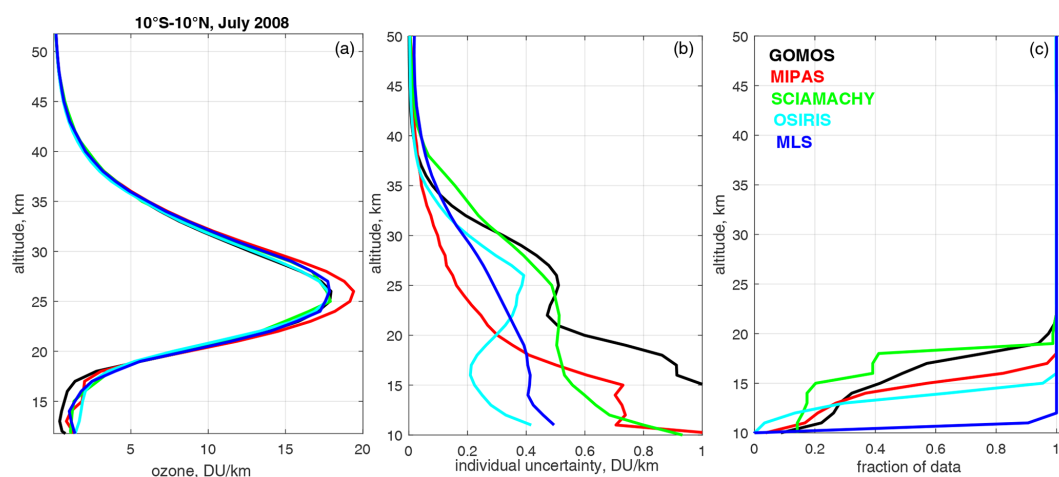 10°S-10°N, July 2008
(a)
50
45
40
35
30
25
20
15
altitude, km
5
10
15
20
ozone, DU/km
(b)
50
45
40
35
30
25
20
15
10
altitude, km
0
0.2
0.4
0.6
0.8
1
individual uncertainty, DU/km
(c)
GOMOS
MIPAS
SCIAMACHY
OSIRIS
MLS
50
45
40
35
30
25
20
15
10
altitude, km
0
0.2
0.4
0.6
0.8
1
fraction of data